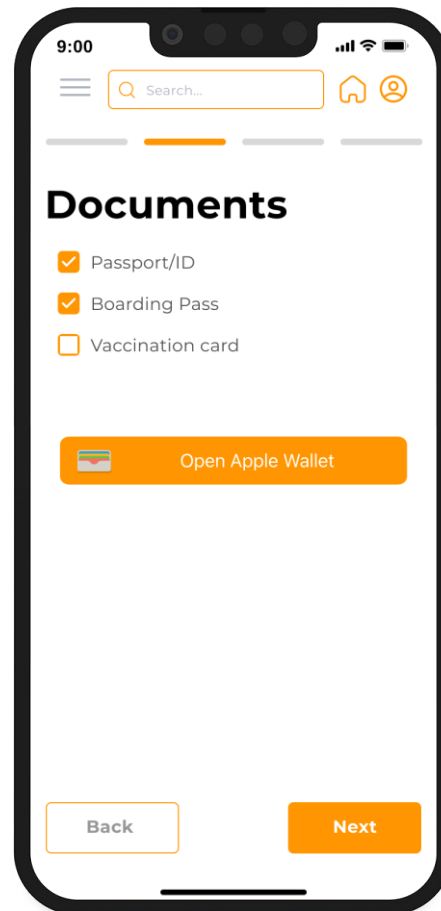 9:00
Search...
Documents
Passport/ID
Boarding Pass
Vaccination card
Open Apple Wallet
Back
Next